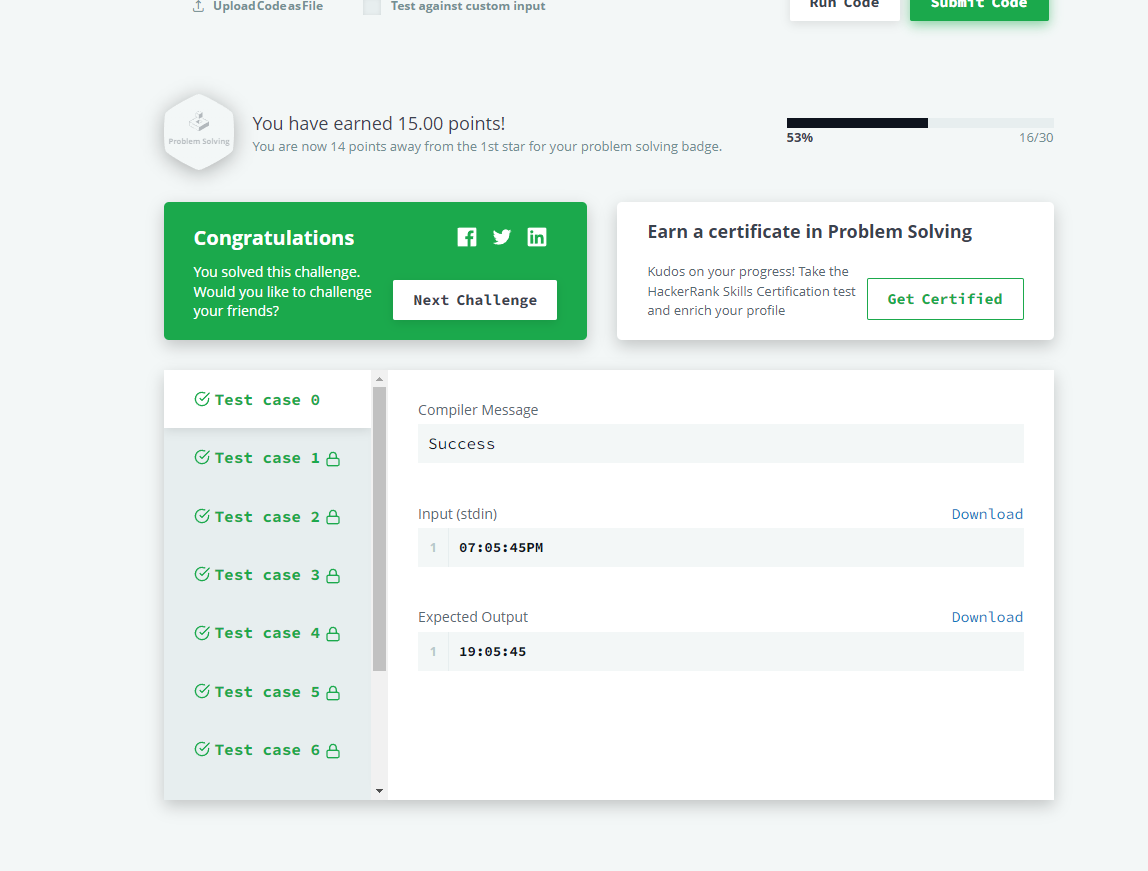 Upload Code as File
Test against custom input
Run Code
Submit Code
Problem Solving
You have earned 15.00 points!
You are now 14 points away from the 1st star for your problem solving badge.
53%
16/30
Congratulations
You solved this challenge.
Would you like to challenge
your friends?
Next Challenge
Earn a certificate in Problem Solving
Kudos on your progress! Take the
HackerRank Skills Certification test
and enrich your profile
Get Certified
Test case 0
Test case 1
Test case 2
Test case 3
Test case 4
Test case 5
Test case 6
Compiler Message
Success
Input (stdin)
Download
1 07:05:45PM
Expected Output
Download
1 19:05:45